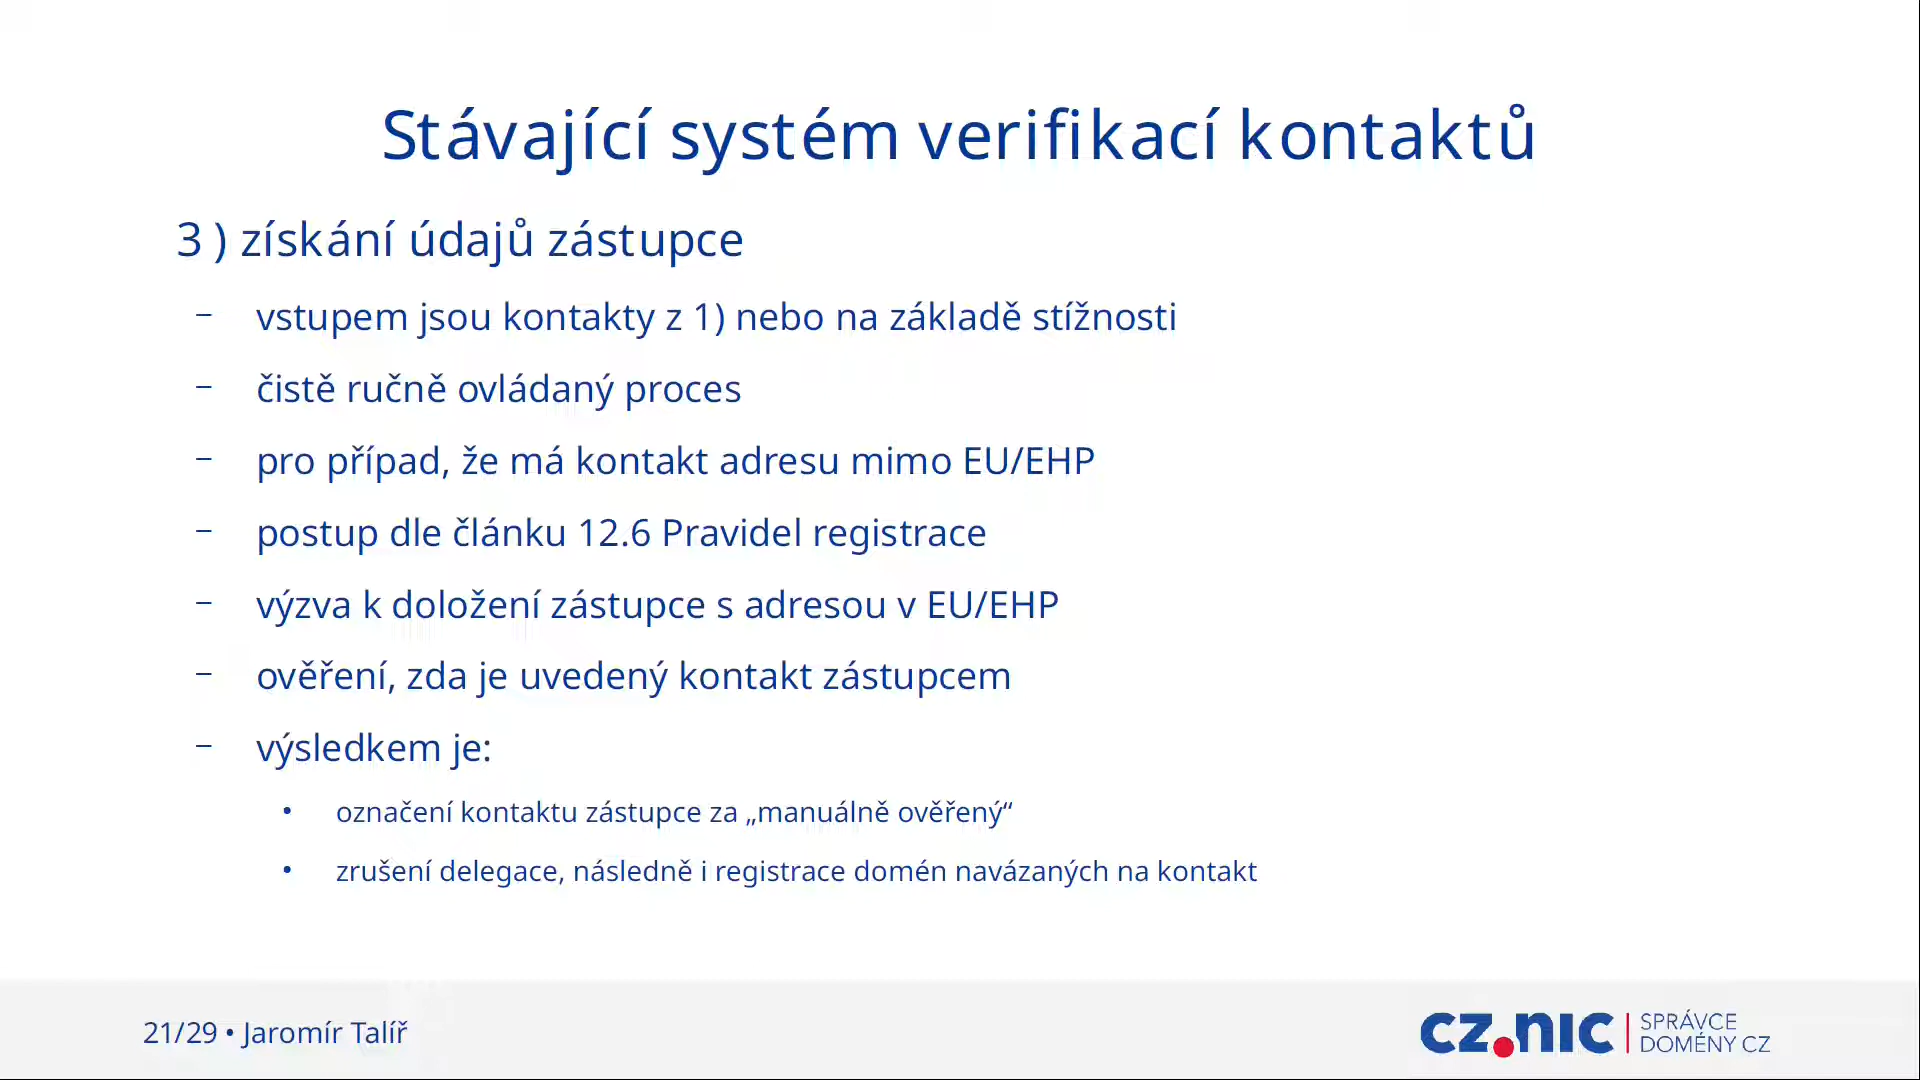 Stávající systém verifikací kontaktů
3) získání údajů zástupce
– vstupem jsou kontakty z 1) nebo na základě stížnosti
– čistě ručně ovládaný proces
– pro případ, že má kontakt adresu mimo EU/EHP
– postup dle článku 12.6 Pravidel registrace
– výzva k doložení zástupce s adresou v EU/EHP
– ověření, zda je uvedený kontakt zástupcem
– výsledkem je:
• označení kontaktu zástupce za „manuálně ověřený“
• zrušení delegace, následně i registrace domén navázaných na kontakt
21/29 • Jaromír Talíř
CZ.NIC
SPRÁVCE
DOMÉNY CZ